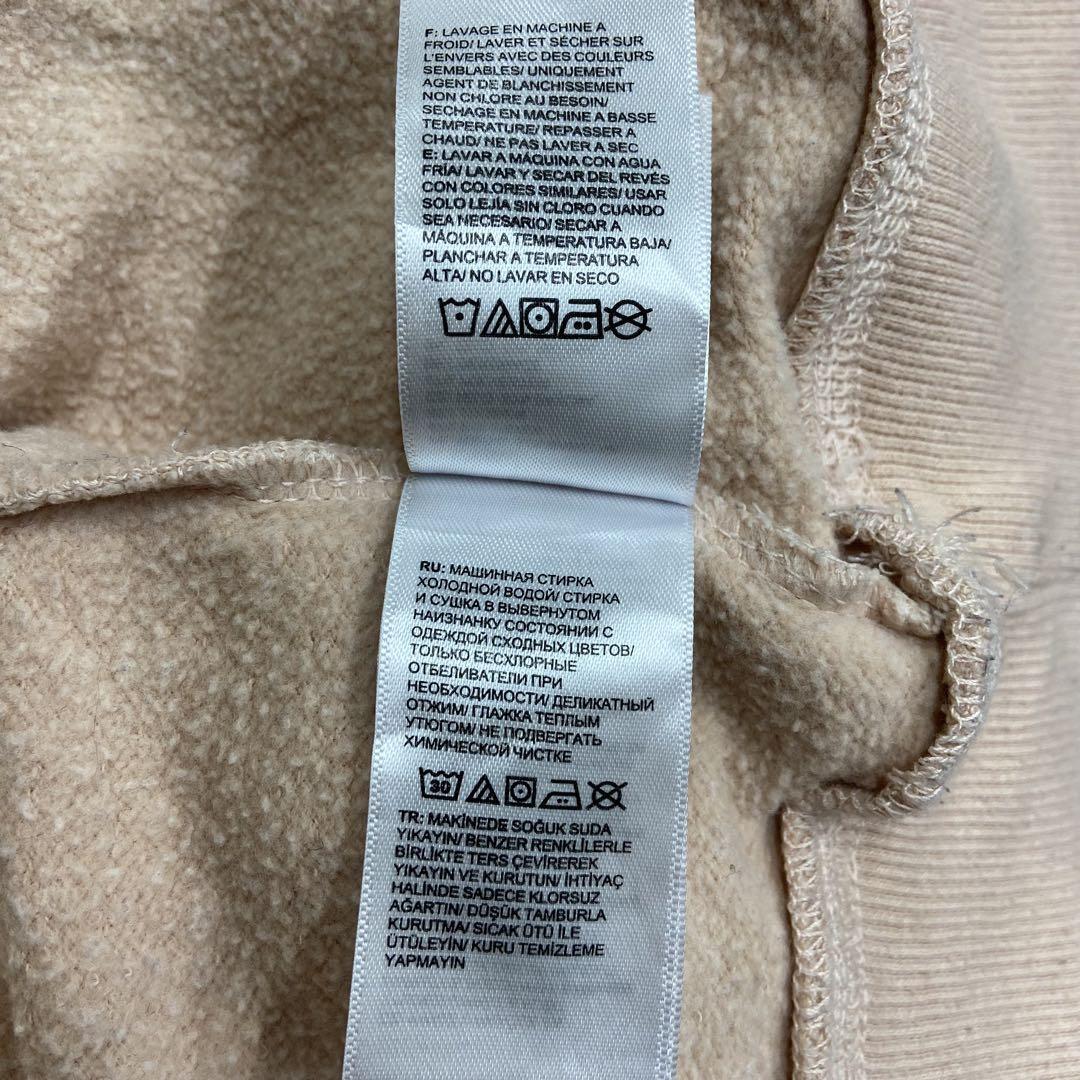 F: LAVAGE EN MACHINE A
FROID/ LAVER ET SÉCHER SUR
L'ENVERS AVEC DES COULEURS
SEMBLABLES/ UNIQUEMENT
AGENT DE BLANCHISSEMENT
NON CHLORE AU BESOIN/
SECHAGE EN MACHINE A BASSE
TEMPERATURE/ REPASSER A
CHAUD/ NE PAS LAVER A SEC
E: LAVAR A MÁQUINA CON AGUA
FRÍA/ LAVAR Y SECAR DEL REVÉS
CON COLORES SIMILARES/ USAR
SOLO LEJÍA SIN CLORO CUANDO
SEA NECESARIO/ SECAR A
MÁQUINA A TEMPERATURA BAJA/
PLANCHAR A TEMPERATURA
ALTA/ NO LAVAR EN SECO
RU: МАШИННАЯ СТИРКА
ХОЛОДНОЙ ВОДОЙ/ СТИРКА
И СУШКА В ВЫВЕРНУТОМ
НАИЗНАНКУ СОСТОЯНИИ С
ОДЕЖДОЙ СХОДНЫХ ЦВЕТОВ/
ТОЛЬКО БЕСХЛОРНЫЕ
ОТБЕЛИВАТЕЛИ ПРИ
НЕОБХОДИМОСТИ/ ДЕЛИКАТНЫЙ
ОТЖИМ/ ГЛАЖКА ТЕПЛЫМ
УТЮГОМ/ НЕ ПОДВЕРГАТЬ
ХИМИЧЕСКОЙ ЧИСТКЕ
30
TR: MAKİNEDE SOĞUK SUDA
YIKAYIN/ BENZER RENKLİLERLE
BİRLİKTE TERS ÇEVİREREK
YIKAYIN VE KURUTUN/ İHTİYAÇ
HALİNDE SADECE KLORSUZ
AĞARTIN/ DÜŞÜK TAMBURLA
KURUTMA/ SICAK ÜTÜ İLE
ÜTÜLEYİN/ KURU TEMİZLEME
YAPMAYIN